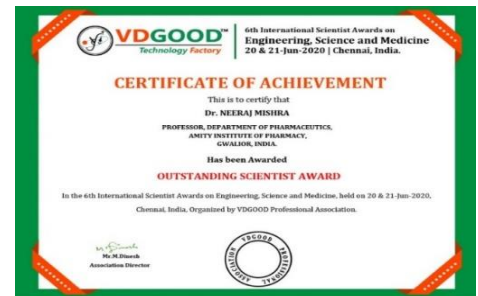 VDGOOD™
Technology Factory
6th International Scientist Awards on
Engineering, Science and Medicine
20 & 21-Jun-2020 | Chennai, India.
CERTIFICATE OF ACHIEVEMENT
This is to certify that
Dr. NEERAJ MISHRA
PROFESSOR, DEPARTMENT OF PHARMACEUTICS,
AMITY INSTITUTE OF PHARMACY,
GWALIOR, INDIA.
Has been Awarded
OUTSTANDING SCIENTIST AWARD
In the 6th International Scientist Awards on Engineering, Science and Medicine, held on 20 & 21-Jun-2020,
Chennai, India, Organized by VDGOOD Professional Association.
Mr.M.Dinesh
Association Director
VDGOOD PROFESSIONAL ASSOCIATION